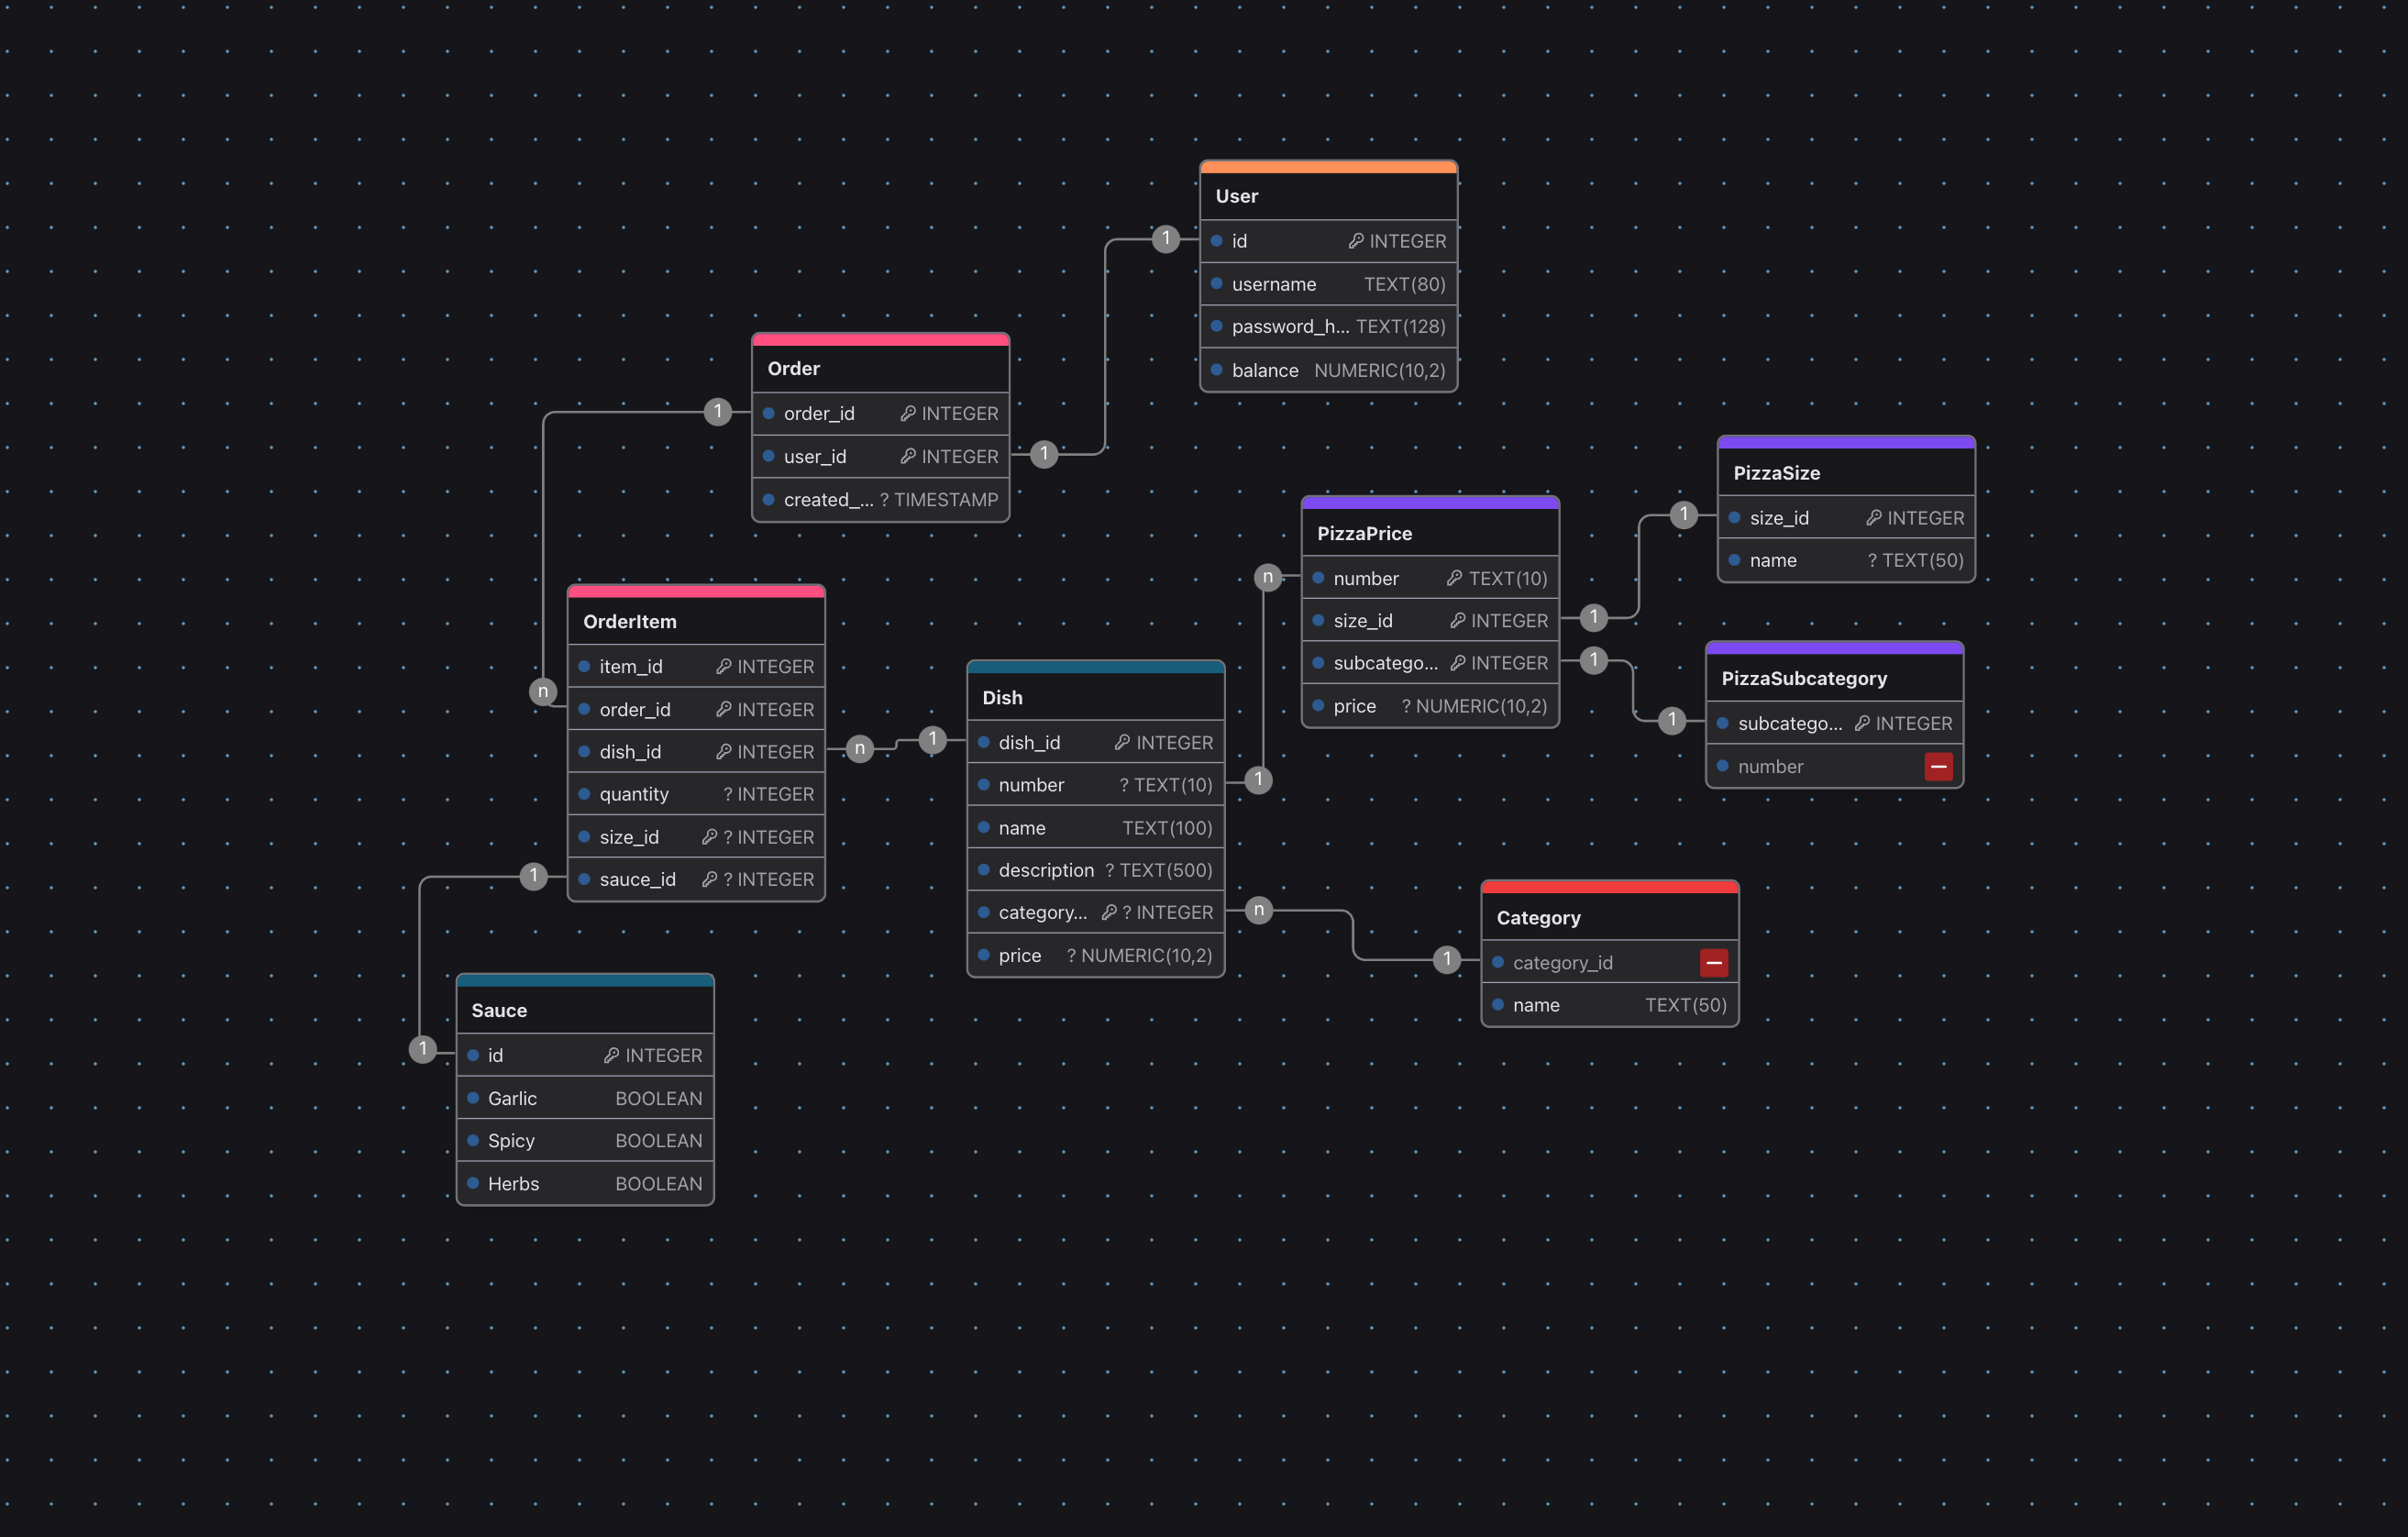 User
id INTEGER
1
username TEXT(80)
password_h... TEXT(128)
balance NUMERIC(10,2)
Order
order_id INTEGER
1
user_id INTEGER
1
created_... ? TIMESTAMP
PizzaSize
size_id INTEGER
1
name ? TEXT(50)
PizzaPrice
number TEXT(10)
n
size_id INTEGER
1
subcatego... INTEGER
1
price ? NUMERIC(10,2)
OrderItem
item_id INTEGER
order_id INTEGER
n
dish_id INTEGER
n
quantity ? INTEGER
size_id ? INTEGER
sauce_id ? INTEGER
1
PizzaSubcategory
subcatego... INTEGER
1
number
Dish
dish_id INTEGER
1
number ? TEXT(10)
1
name TEXT(100)
description ? TEXT(500)
category... ? INTEGER
n
price ? NUMERIC(10,2)
Category
category_id
1
name TEXT(50)
Sauce
id INTEGER
1
Garlic BOOLEAN
Spicy BOOLEAN
Herbs BOOLEAN